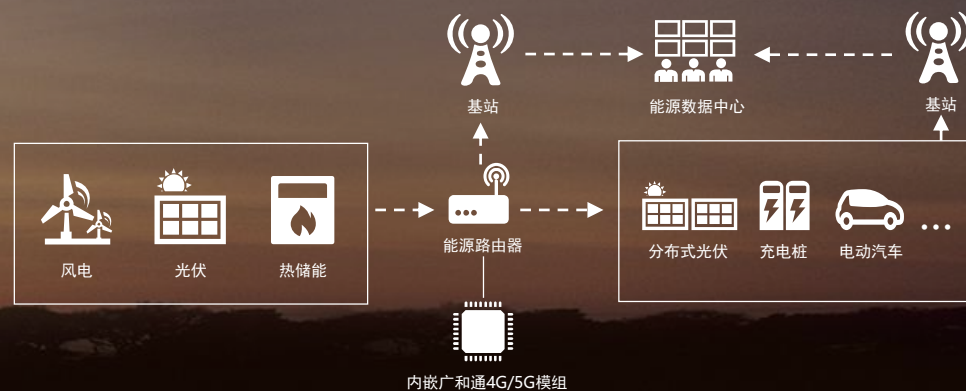 基站
能源数据中心
基站
风电
光伏
热储能
能源路由器
分布式光伏
充电桩
电动汽车
内嵌广和通4G/5G模组